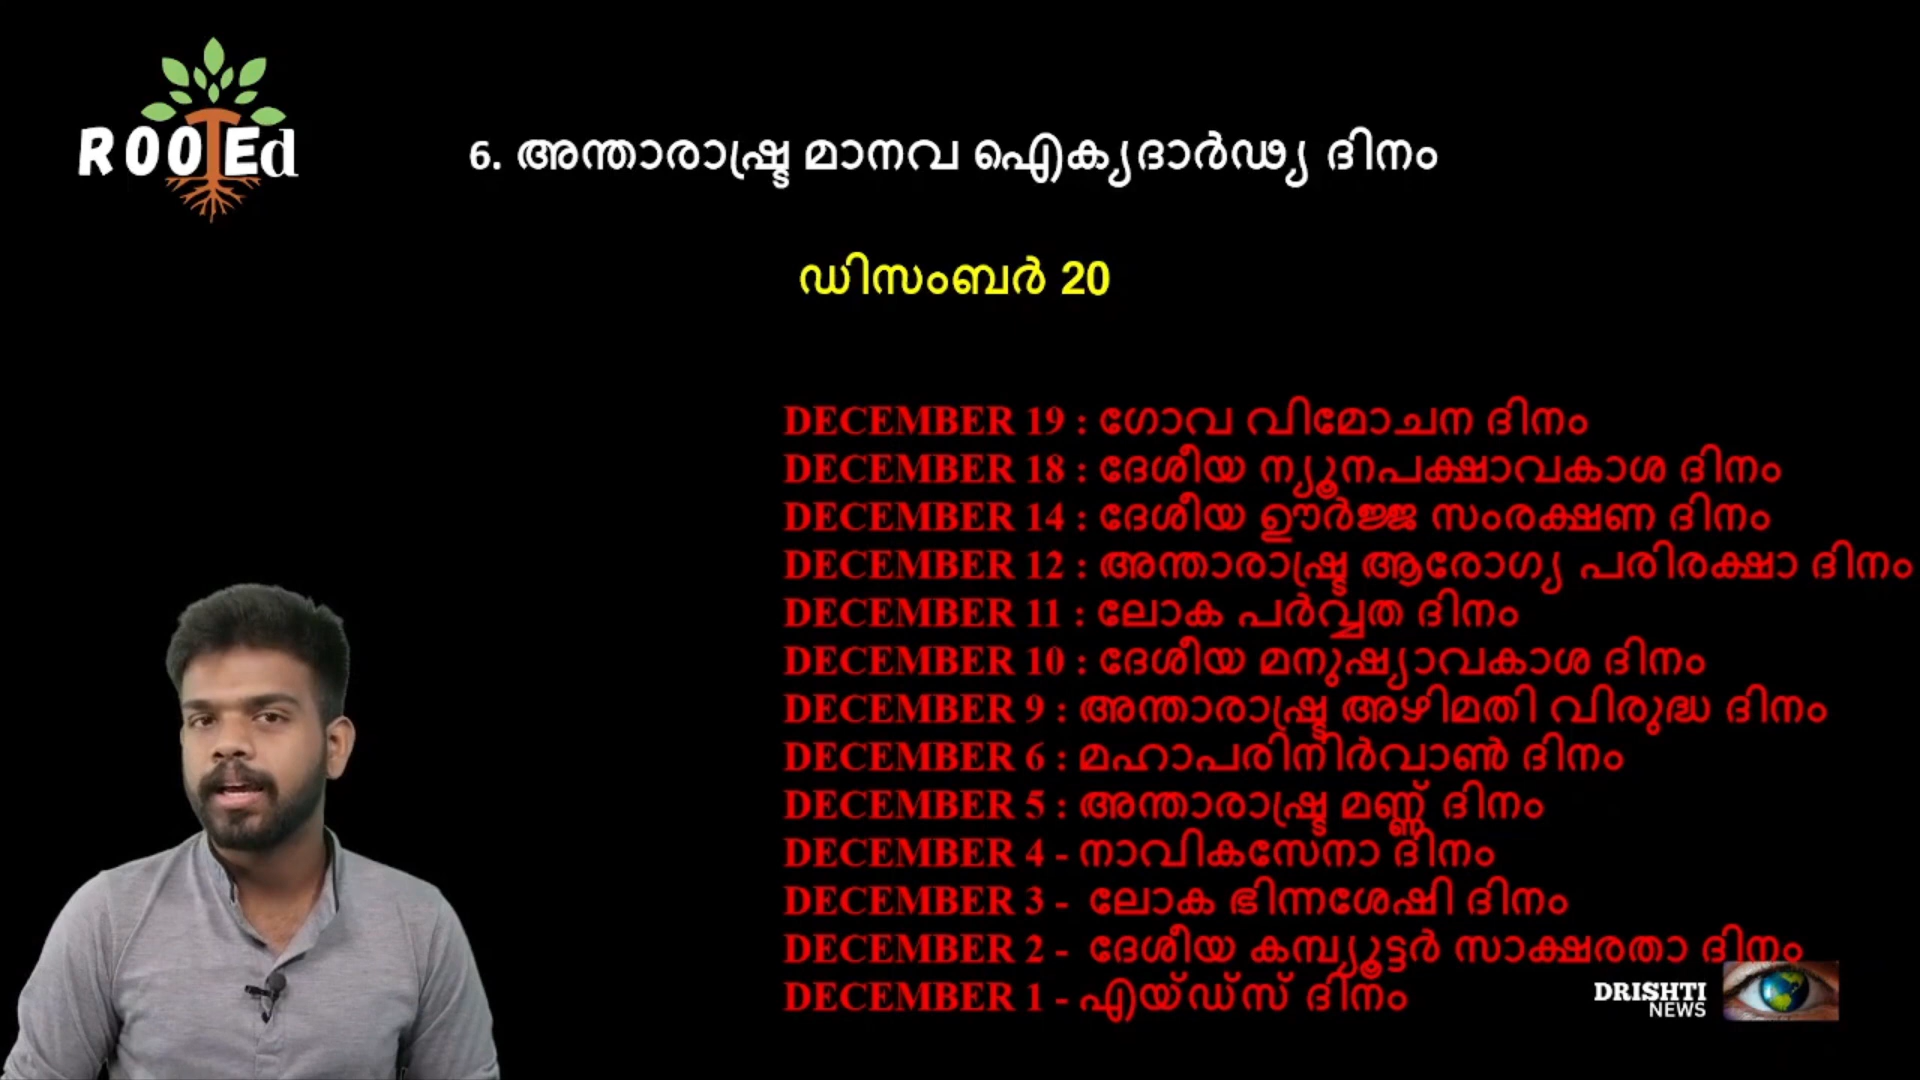 ROOTEd
6. അന്താരാഷ്ട്ര മാനവ ഐക്യദാർഢ്യ ദിനം
ഡിസംബർ 20
DECEMBER 19 : ഗോവ വിമോചന ദിനം
DECEMBER 18 : ദേശീയ ന്യൂനപക്ഷാവകാശ ദിനം
DECEMBER 14 : ദേശീയ ഊർജ്ജ സംരക്ഷണ ദിനം
DECEMBER 12 : അന്താരാഷ്ട്ര ആരോഗ്യ പരിരക്ഷാ ദിനം
DECEMBER 11 : ലോക പർവ്വത ദിനം
DECEMBER 10 : ദേശീയ മനുഷ്യാവകാശ ദിനം
DECEMBER 9 : അന്താരാഷ്ട്ര അഴിമതി വിരുദ്ധ ദിനം
DECEMBER 6 : മഹാപരിനിർവാൺ ദിനം
DECEMBER 5 : അന്താരാഷ്ട്ര മണ്ണ് ദിനം
DECEMBER 4 - നാവികസേനാ ദിനം
DECEMBER 3 - ലോക ഭിന്നശേഷി ദിനം
DECEMBER 2 - ദേശീയ കമ്പ്യൂട്ടർ സാക്ഷരതാ ദിനം
DECEMBER 1 - എയ്ഡ്സ് ദിനം
DRISHTI
NEWS